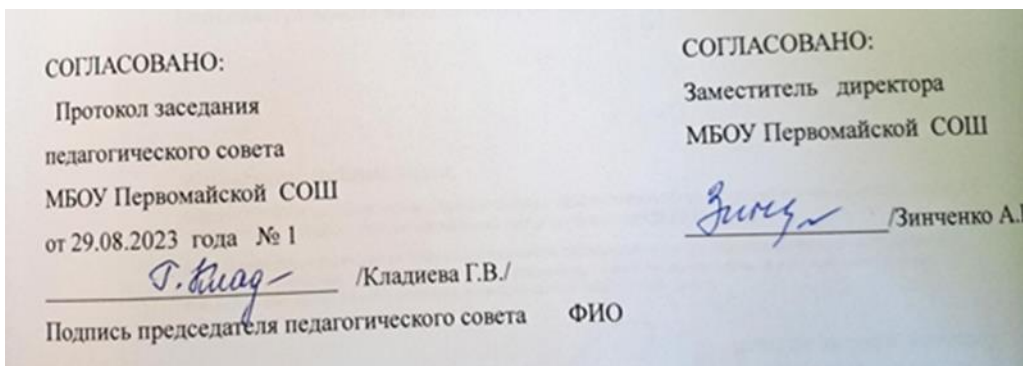 СОГЛАСОВАНО:
Протокол заседания
педагогического совета
МБОУ Первомайской СОШ
от 29.08.2023 года № 1
Г.Клад /Кладиева Г.В./
Подпись председателя педагогического совета ФИО
СОГЛАСОВАНО:
Заместитель директора
МБОУ Первомайской СОШ
/Зинченко А.